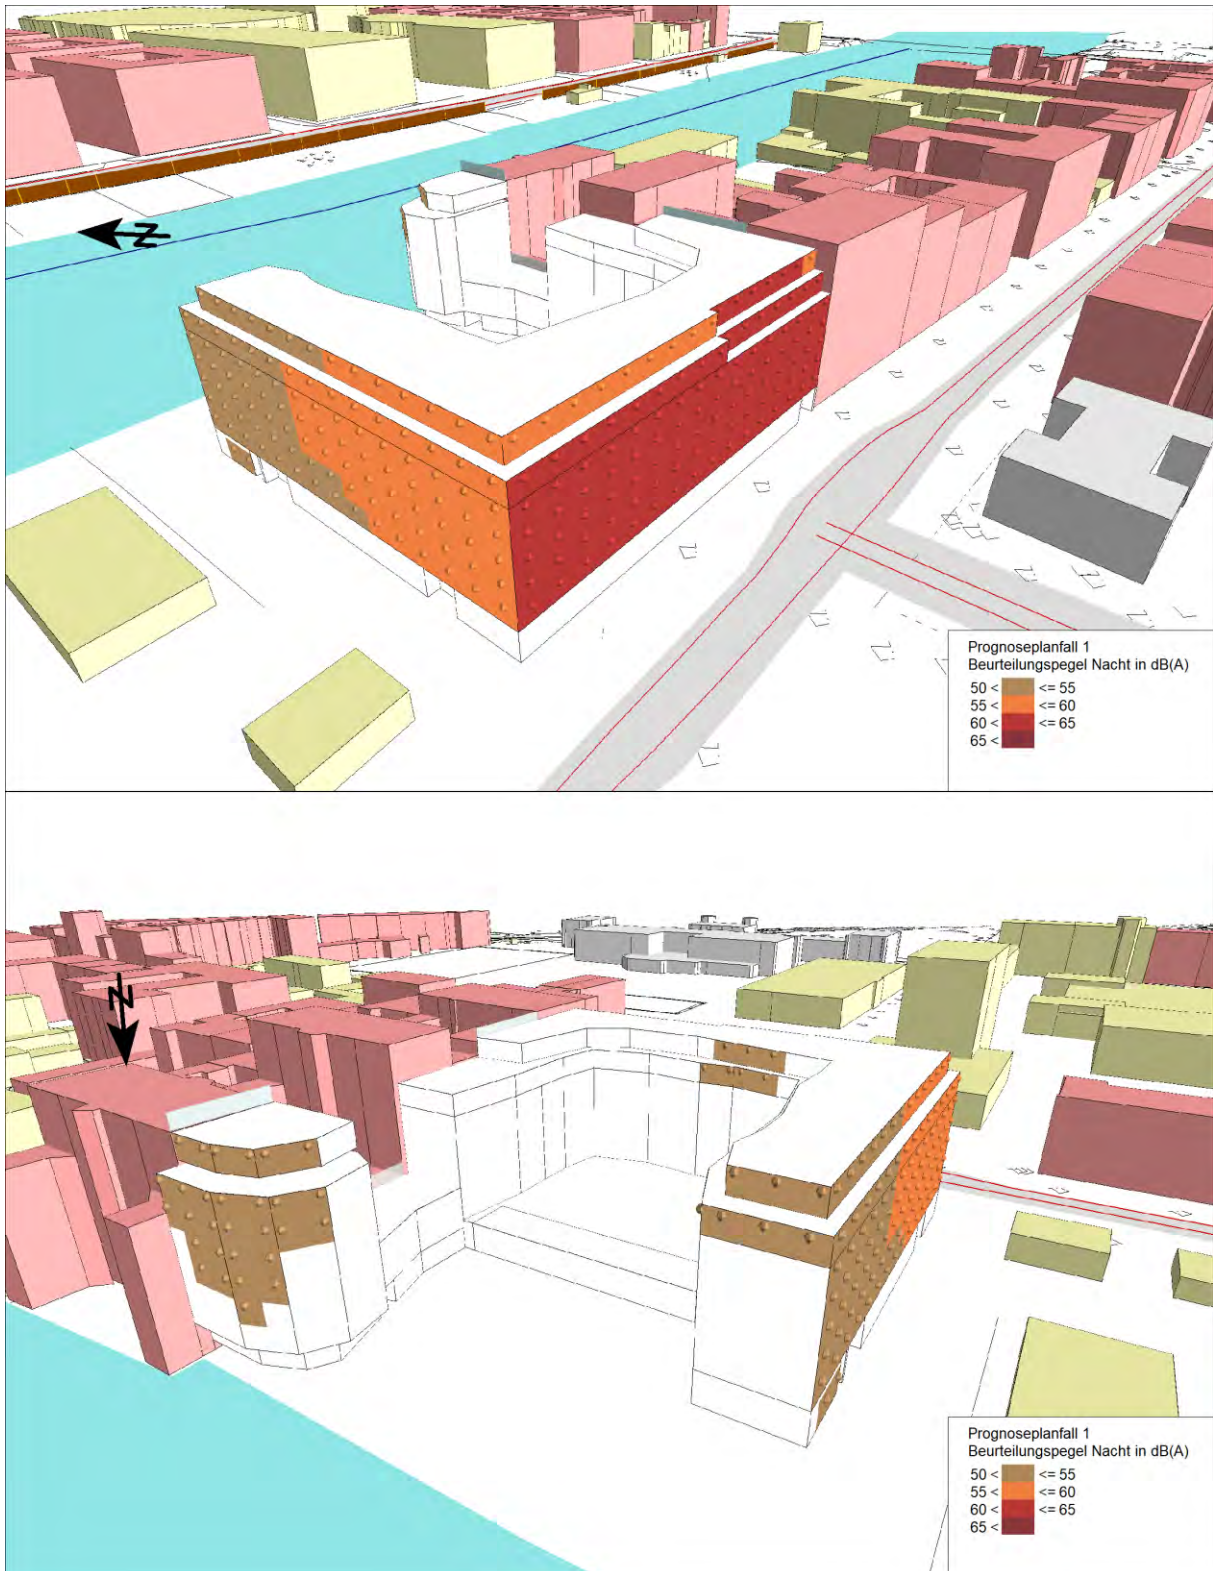 N
Prognoseplanfall 1
Beurteilungspegel Nacht in dB(A)
50 < <= 55
55 < <= 60
60 < <= 65
65 <
N
Prognoseplanfall 1
Beurteilungspegel Nacht in dB(A)
50 < <= 55
55 < <= 60
60 < <= 65
65 <